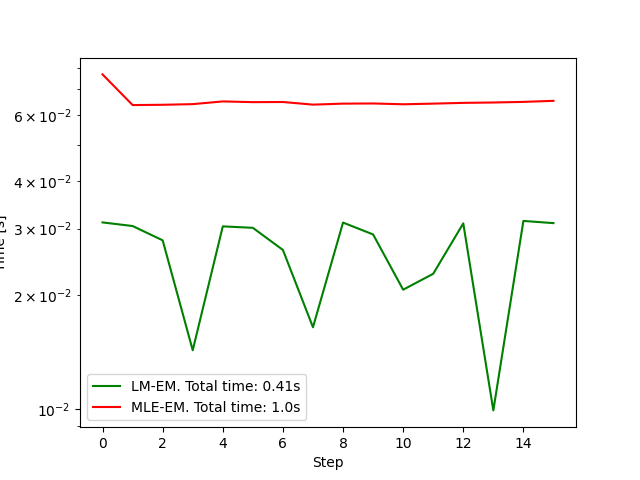 6 × 10⁻²
4 × 10⁻²
3 × 10⁻²
2 × 10⁻²
10⁻²
[s]
LM-EM. Total time: 0.41s
MLE-EM. Total time: 1.0s
0 2 4 6 8 10 12 14
Step